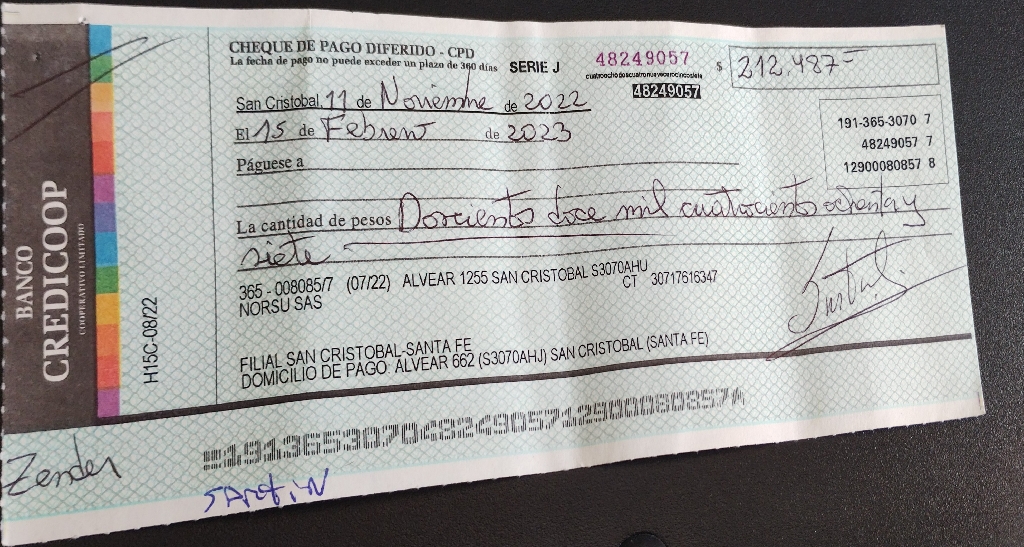 BANCO
CREDICOOP
COOPERATIVO LIMITADO
H15C-08/22
CHEQUE DE PAGO DIFERIDO - CPD
La fecha de pago no puede exceder un plazo de 360 días
SERIE J
48249057
cuatroochodoscuatronuevecerocincosiete
48249057
$ 212.487-
San Cristobal, 11 de Noviembre de 2022
El 15 de Febrero de 2023
191-365-3070 7
48249057 7
12900080857 8
Páguese a
La cantidad de pesos Dosciento doce mil cuatrociento ochenta y
siete
365 - 008085/7 (07/22) ALVEAR 1255 SAN CRISTOBAL S3070AHU
NORSU SAS CT 30717616347
FILIAL SAN CRISTOBAL-SANTA FE
DOMICILIO DE PAGO: ALVEAR 662 (S3070AHJ) SAN CRISTOBAL (SANTA FE)
19136530704824905712900080857
Zender